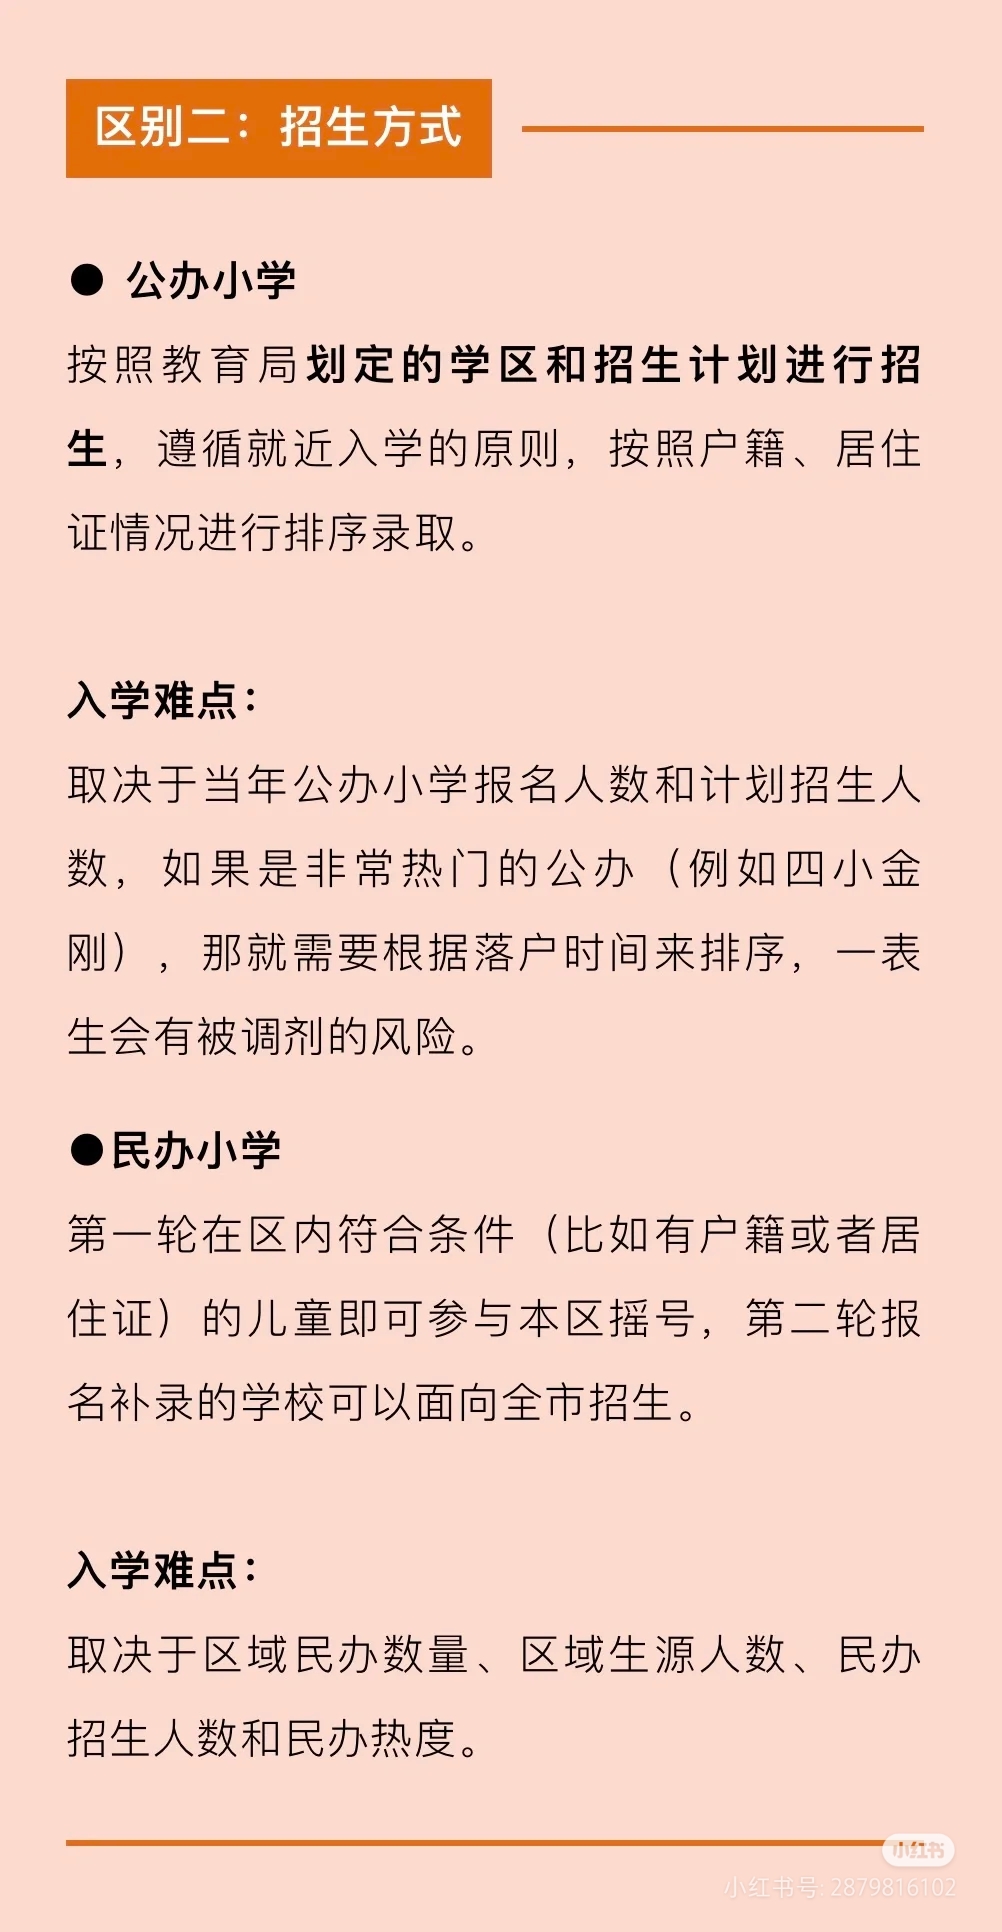 区别二：招生方式
● 公办小学
按照教育局划定的学区和招生计划进行招
生，遵循就近入学的原则，按照户籍、居住
证情况进行排序录取。
入学难点：
取决于当年公办小学报名人数和计划招生人
数，如果是非常热门的公办（例如四小金
刚），那就需要根据落户时间来排序，一表
生会有被调剂的风险。
●民办小学
第一轮在区内符合条件（比如有户籍或者居
住证）的儿童即可参与本区摇号，第二轮报
名补录的学校可以面向全市招生。
入学难点：
取决于区域民办数量、区域生源人数、民办
招生人数和民办热度。
小红书
小红书号: 2879816102